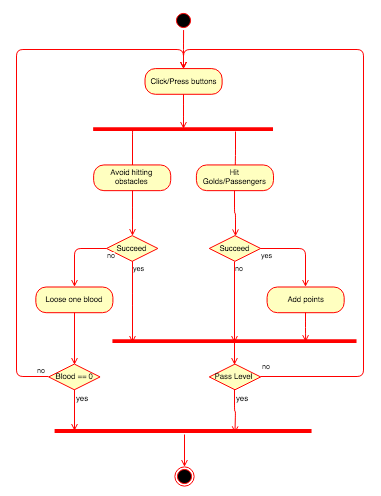 Click/Press buttons
Avoid hitting
obstacles
Hit
Golds/Passengers
Succeed
no
yes
Succeed
yes
no
Loose one blood
Add points
Blood == 0
no
yes
Pass Level
no
yes